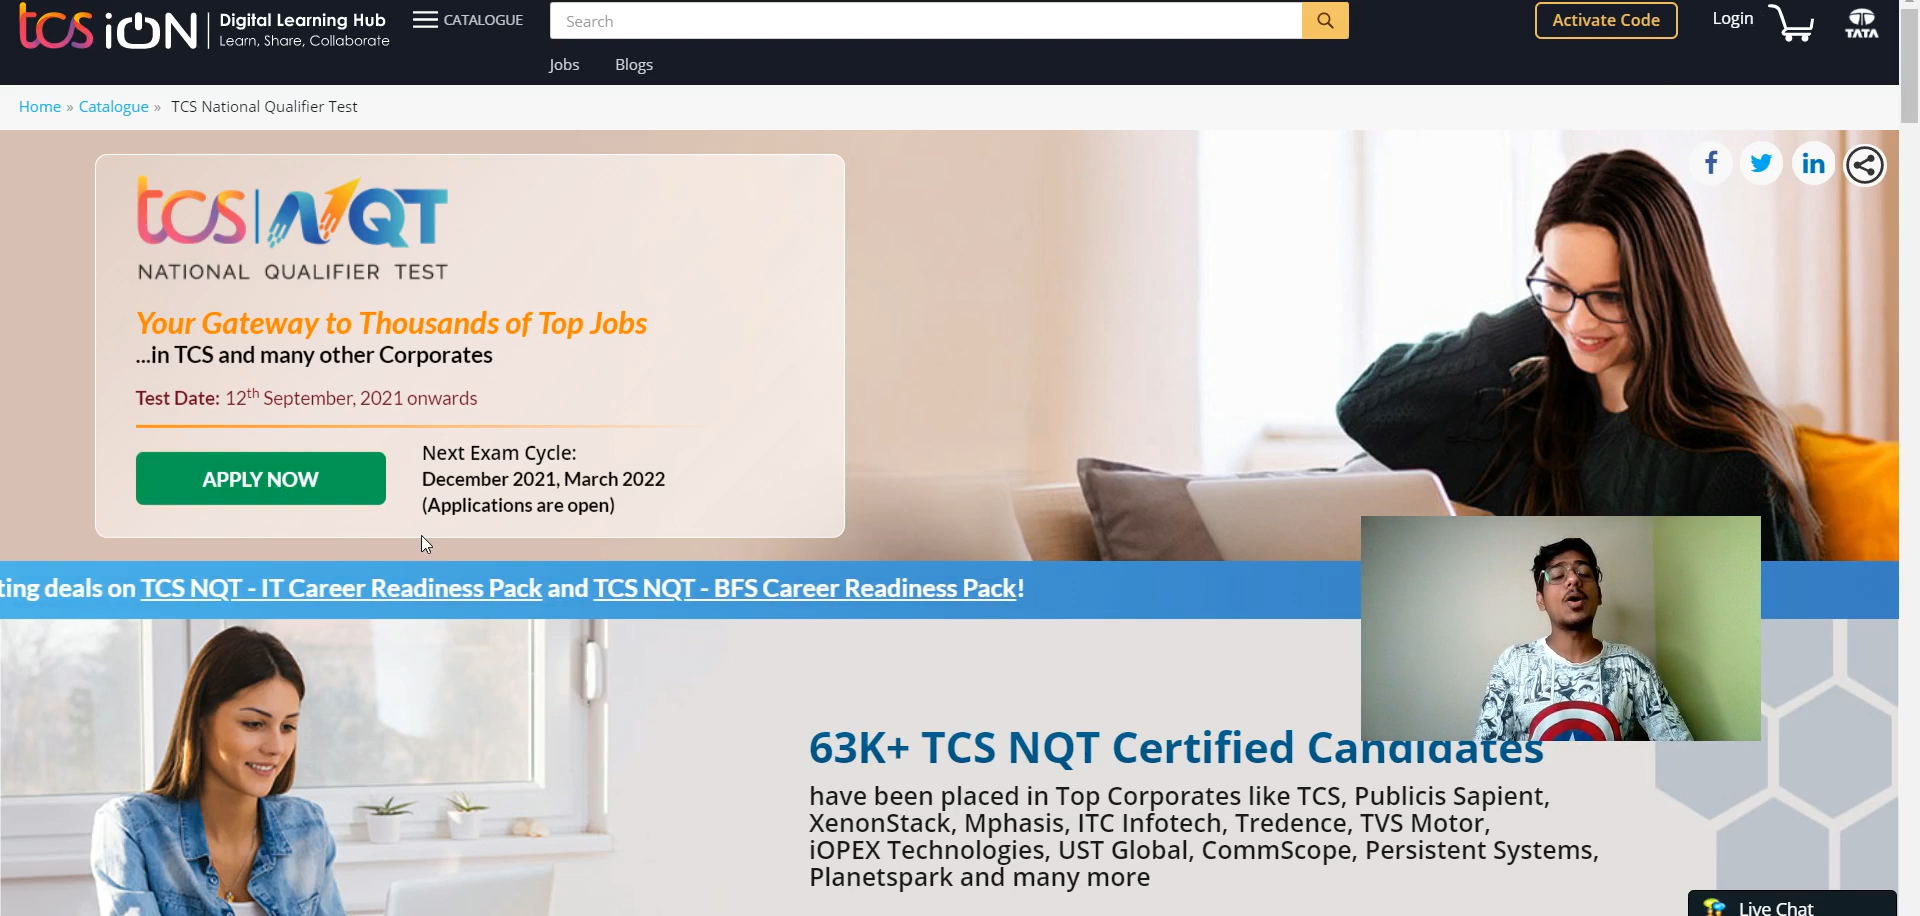 tcs iON | Digital Learning Hub
Learn, Share, Collaborate
CATALOGUE
Search
Activate Code
Login
TATA
Jobs
Blogs
Home » Catalogue » TCS National Qualifier Test
tcs | NQT
NATIONAL QUALIFIER TEST
Your Gateway to Thousands of Top Jobs
...in TCS and many other Corporates
Test Date: 12th September, 2021 onwards
APPLY NOW
Next Exam Cycle:
December 2021, March 2022
(Applications are open)
f
in
ting deals on TCS NQT - IT Career Readiness Pack and TCS NQT - BFS Career Readiness Pack!
63K+ TCS NQT Certified Candidates
have been placed in Top Corporates like TCS, Publicis Sapient,
XenonStack, Mphasis, ITC Infotech, Tredence, TVS Motor,
iOPEX Technologies, UST Global, CommScope, Persistent Systems,
Planetspark and many more
Live Chat